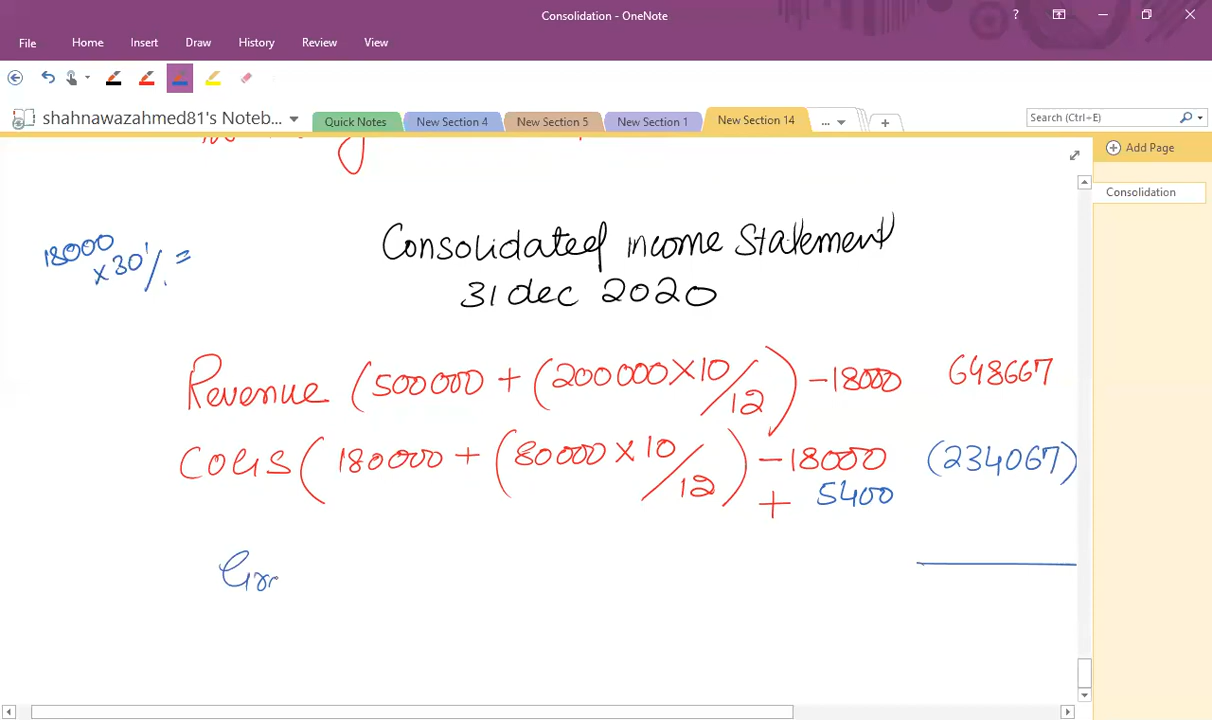 Consolidation - OneNote
?
File Home Insert Draw History Review View
shahnawazahmed81's Noteb...
Quick Notes
New Section 4
New Section 5
New Section 1
New Section 14
...
Search (Ctrl+E)
Add Page
Consolidation
18000
x30% =
Consolidated income Statement
31 dec 2020
Revenue (500000 + (200000×10/12) -18000 648667
COGS (180000 + (80000×10/12) -18000 (234067)
+ 5400
Gro